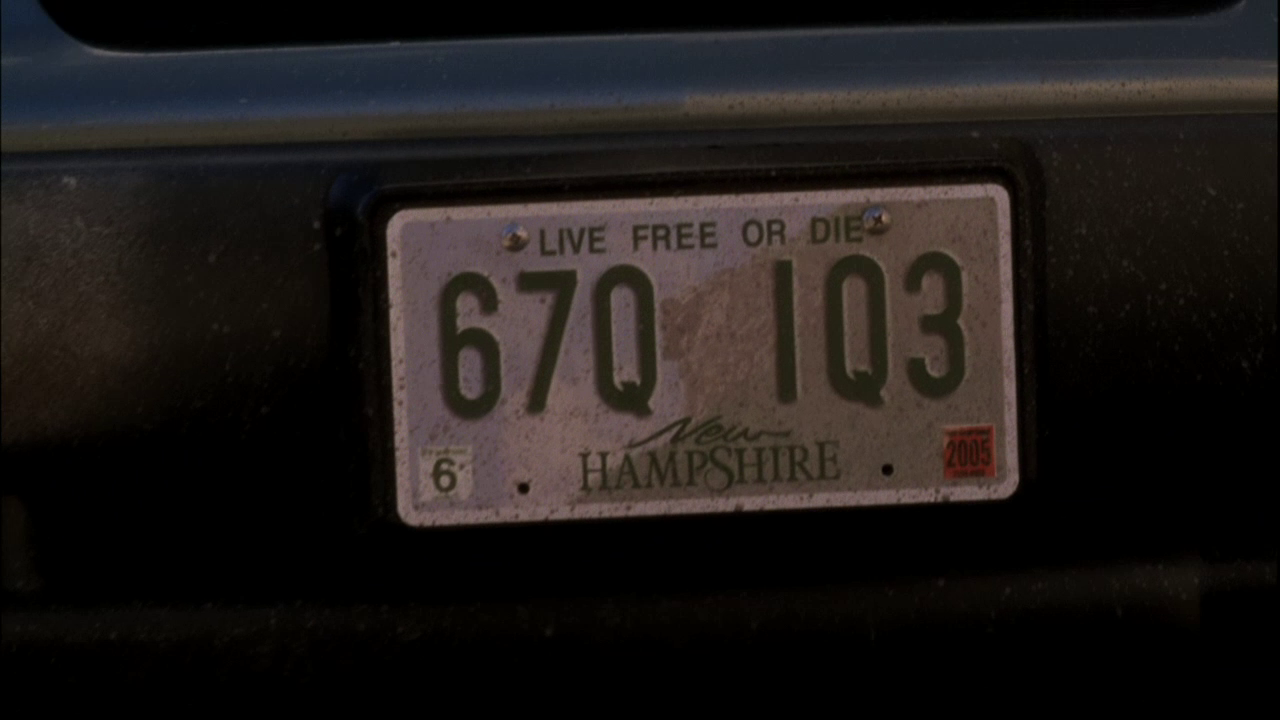 LIVE FREE OR DIE
67Q IQ3
New
HAMPSHIRE
6
2005